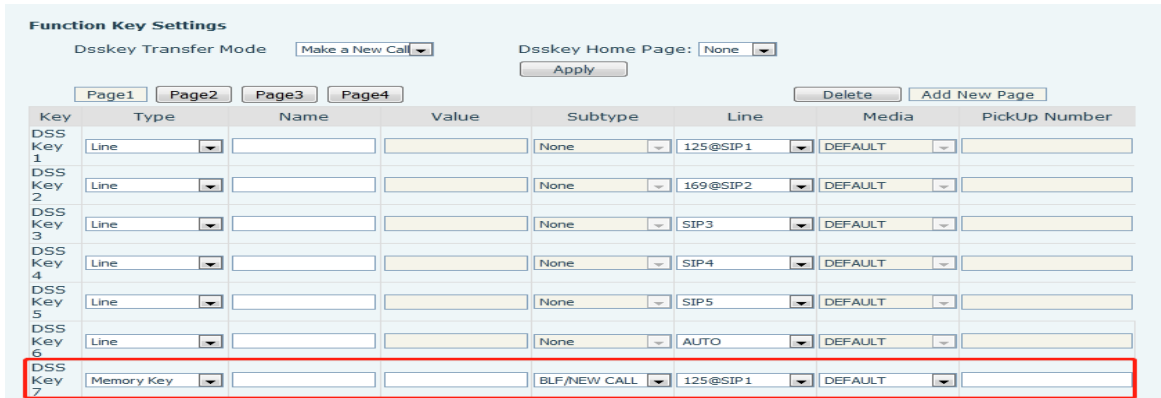 Function Key Settings
Dsskey Transfer Mode Make a New Call Dsskey Home Page: None
Apply
Page1 Page2 Page3 Page4 Delete Add New Page
Key Type Name Value Subtype Line Media PickUp Number
DSS
Key Line None 125@SIP1 DEFAULT
1
DSS
Key Line None 169@SIP2 DEFAULT
2
DSS
Key Line None SIP3 DEFAULT
3
DSS
Key Line None SIP4 DEFAULT
4
DSS
Key Line None SIP5 DEFAULT
5
DSS
Key Line None AUTO DEFAULT
6
DSS
Key Memory Key BLF/NEW CALL 125@SIP1 DEFAULT
7